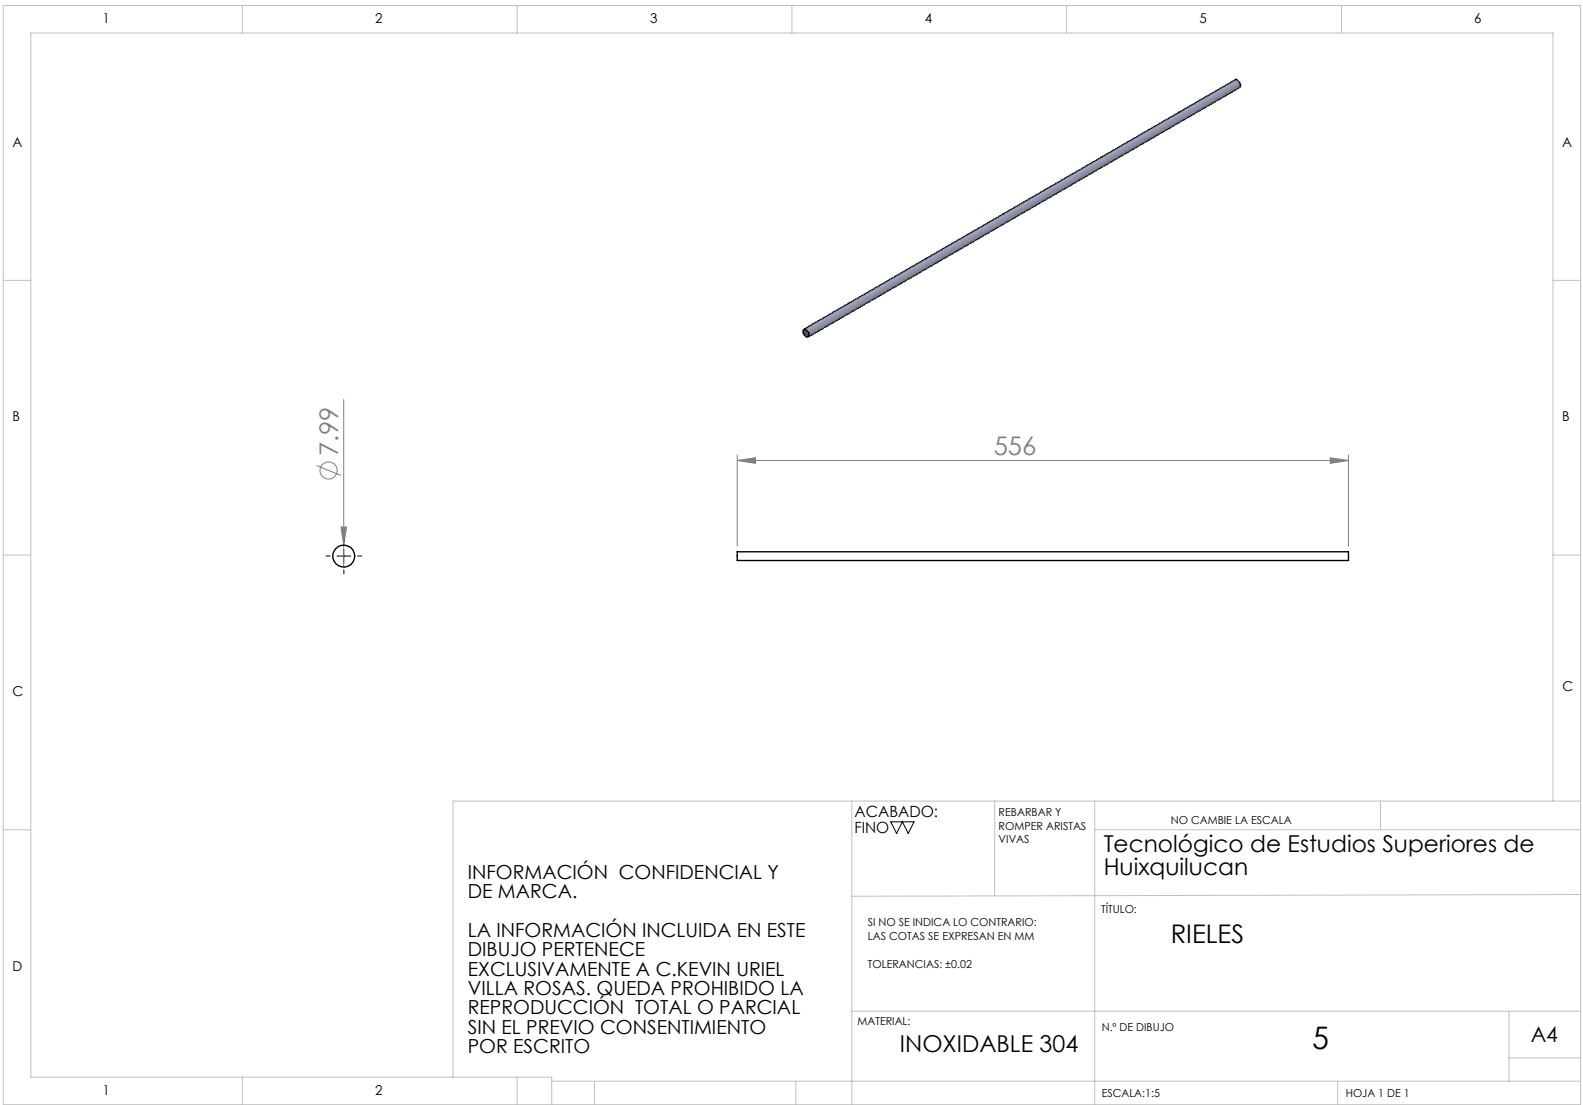 1 2 3 4 5 6
A A
B B
C C
D
∅7.99
556
INFORMACIÓN CONFIDENCIAL Y
DE MARCA.
LA INFORMACIÓN INCLUIDA EN ESTE
DIBUJO PERTENECE
EXCLUSIVAMENTE A C.KEVIN URIEL
VILLA ROSAS. QUEDA PROHIBIDO LA
REPRODUCCIÓN TOTAL O PARCIAL
SIN EL PREVIO CONSENTIMIENTO
POR ESCRITO
ACABADO:
FINO▽▽
REBARBAR Y
ROMPER ARISTAS
VIVAS
SI NO SE INDICA LO CONTRARIO:
LAS COTAS SE EXPRESAN EN MM
TOLERANCIAS: ±0.02
MATERIAL:
INOXIDABLE 304
NO CAMBIE LA ESCALA
Tecnológico de Estudios Superiores de
Huixquilucan
TÍTULO:
RIELES
N.º DE DIBUJO
5
A4
ESCALA:1:5
HOJA 1 DE 1
1 2